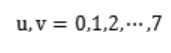 u,v = 0,1,2,⋯,7